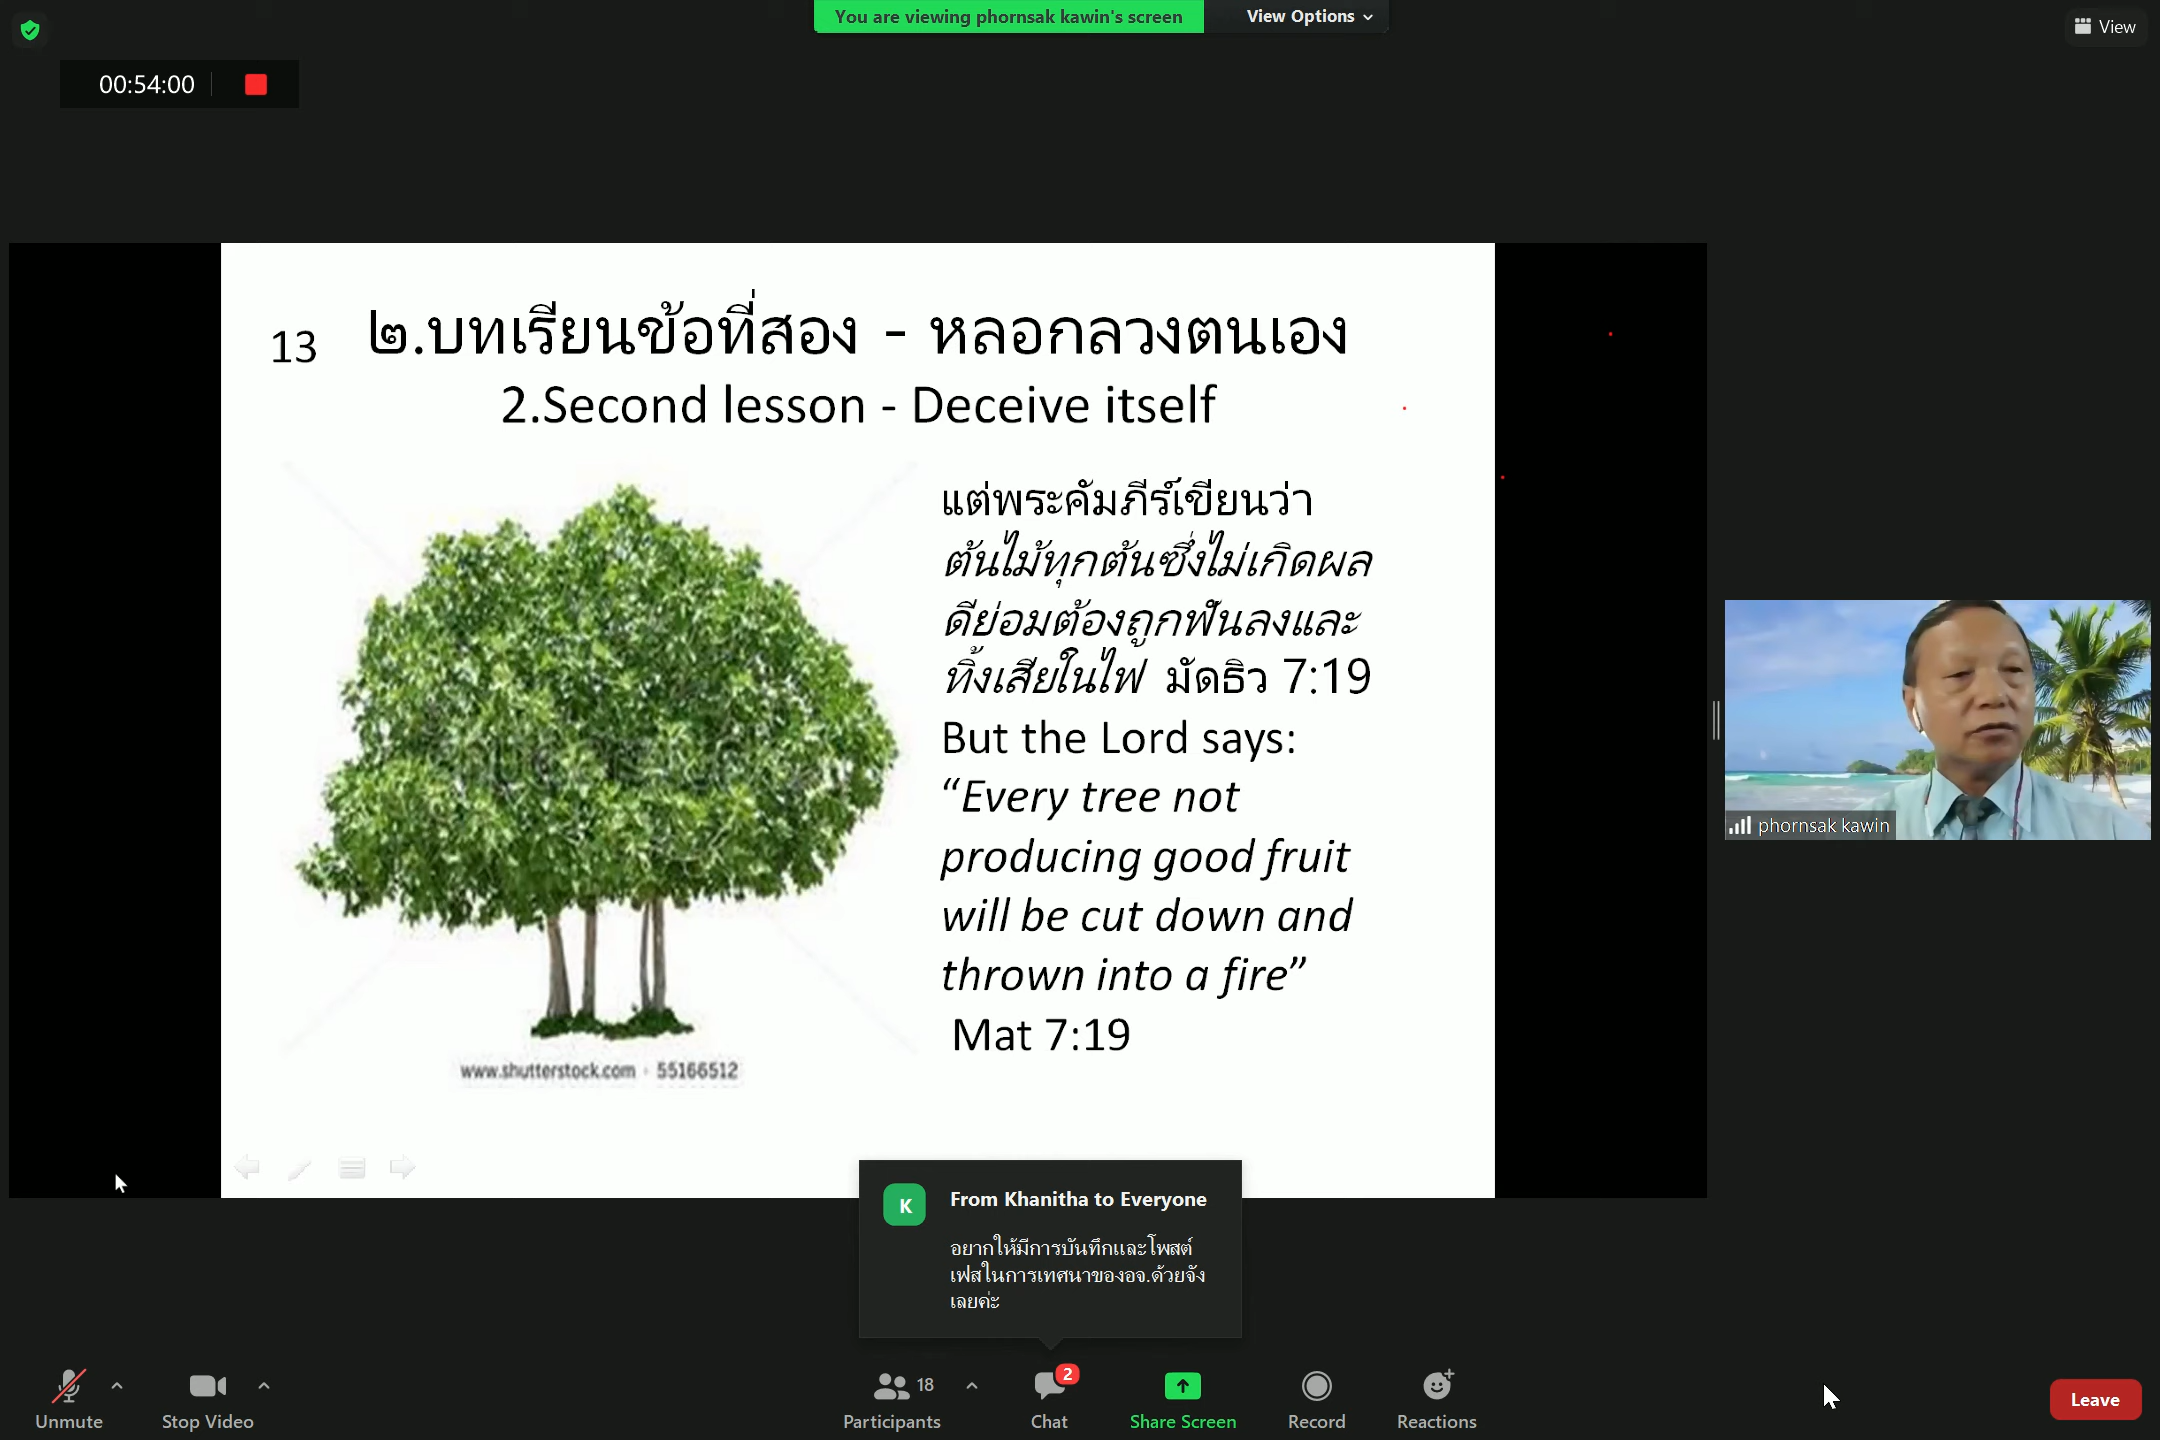 You are viewing phornsak kawin's screen
View Options
View
00:54:00
13
๒.บทเรียนข้อที่สอง - หลอกลวงตนเอง
2.Second lesson - Deceive itself
แต่พระคัมภีร์เขียนว่า
ต้นไม้ทุกต้นซึ่งไม่เกิดผล
ดีย่อมต้องถูกฟันลงและ
ทิ้งเสียในไฟ มัดธิว 7:19
But the Lord says:
“Every tree not
producing good fruit
will be cut down and
thrown into a fire”
Mat 7:19
www.shutterstock.com · 55166512
phornsak kawin
K
From Khanitha to Everyone
อยากให้มีการบันทึกและโพสต์
เฟสในการเทศนาของอจ.ด้วยจัง
เลยค่ะ
Unmute
Stop Video
18
Participants
2
Chat
Share Screen
Record
Reactions
Leave